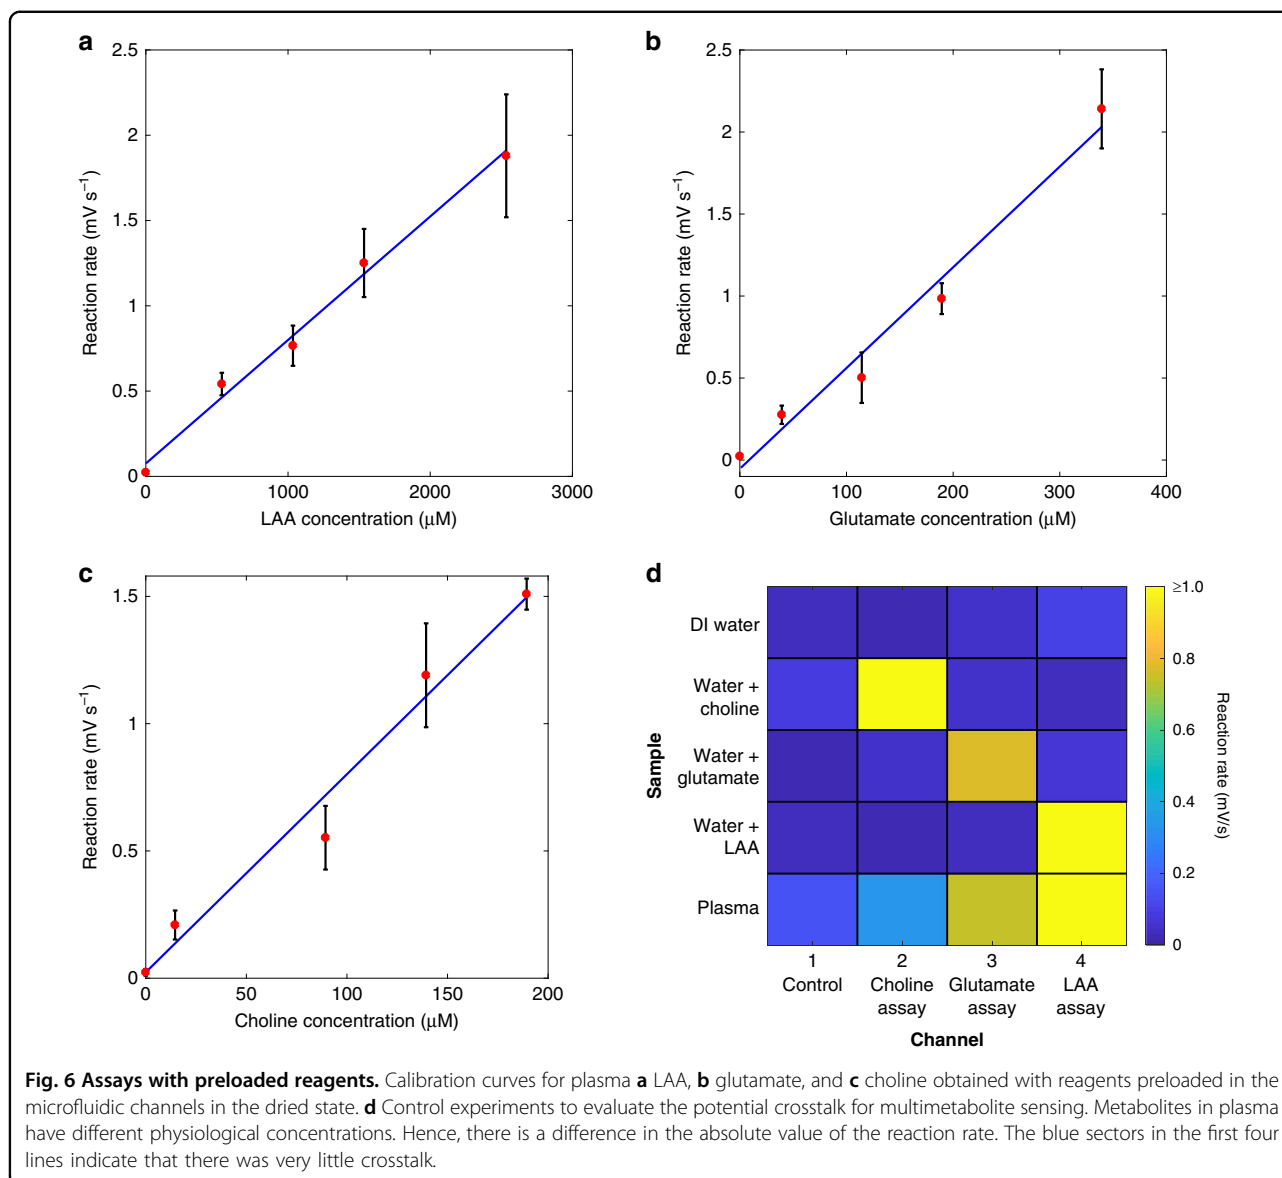 a
2.5
2
1.5
1
0.5
0
0
1000
2000
3000
Reaction rate (mV s−1)
LAA concentration (μM)
b
2.5
2
1.5
1
0.5
0
0
100
200
300
400
Reaction rate (mV s−1)
Glutamate concentration (μM)
c
1.5
1
0.5
0
0
50
100
150
200
Reaction rate (mV s−1)
Choline concentration (μM)
d
DI water
Water +
choline
Water +
glutamate
Water +
LAA
Plasma
Sample
1
Control
2
Choline
assay
3
Glutamate
assay
4
LAA
assay
Channel
≥1.0
0.8
0.6
0.4
0.2
0
Reaction rate (mV/s)
Fig. 6 Assays with preloaded reagents. Calibration curves for plasma a LAA, b glutamate, and c choline obtained with reagents preloaded in the
microfluidic channels in the dried state. d Control experiments to evaluate the potential crosstalk for multimetabolite sensing. Metabolites in plasma
have different physiological concentrations. Hence, there is a difference in the absolute value of the reaction rate. The blue sectors in the first four
lines indicate that there was very little crosstalk.